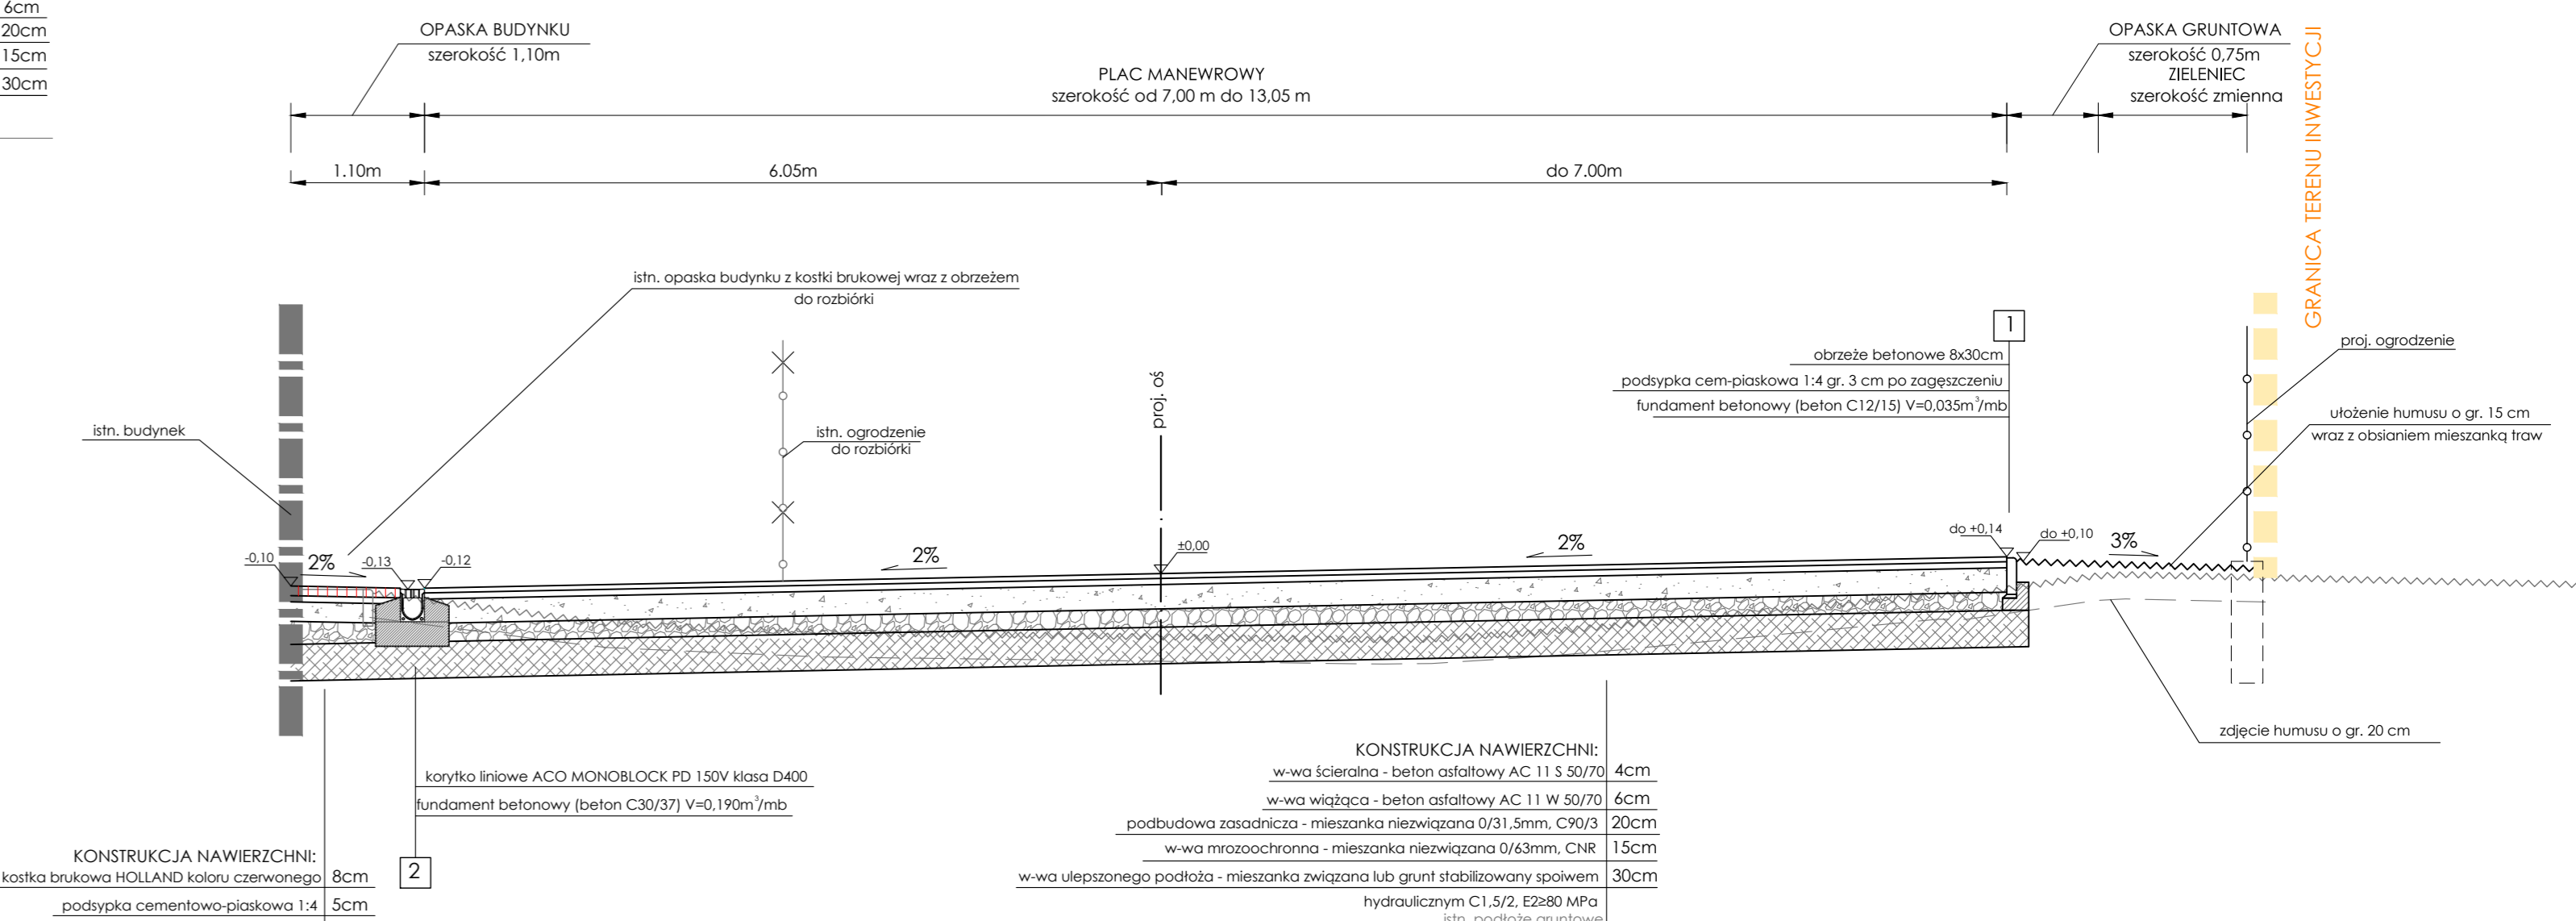 6cm
20cm
15cm
30cm
OPASKA BUDYNKU
szerokość 1,10m
PLAC MANEWROWY
szerokość od 7,00 m do 13,05 m
OPASKA GRUNTOWA
szerokość 0,75m
ZIELENIEC
szerokość zmienna
GRANICA TERENU INWESTYCJI
1.10m
6.05m
do 7.00m
istn. opaska budynku z kostki brukowej wraz z obrzeżem
do rozbiórki
1
obrzeże betonowe 8x30cm
podsypka cem-piaskowa 1:4 gr. 3 cm po zagęszczeniu
fundament betonowy (beton C12/15) V=0,035m³/mb
proj. ogrodzenie
ułożenie humusu o gr. 15 cm
wraz z obsianiem mieszanką traw
istn. budynek
istn. ogrodzenie
do rozbiórki
proj. oś
-0,10
2%
-0,13
-0,12
2%
±0,00
2%
do +0,14
do +0,10
3%
zdjęcie humusu o gr. 20 cm
korytko liniowe ACO MONOBLOCK PD 150V klasa D400
fundament betonowy (beton C30/37) V=0,190m³/mb
2
KONSTRUKCJA NAWIERZCHNI:
kostka brukowa HOLLAND koloru czerwonego 8cm
podsypka cementowo-piaskowa 1:4 5cm
KONSTRUKCJA NAWIERZCHNI:
w-wa ścieralna - beton asfaltowy AC 11 S 50/70 4cm
w-wa wiążąca - beton asfaltowy AC 11 W 50/70 6cm
podbudowa zasadnicza - mieszanka niezwiązana 0/31,5mm, C90/3 20cm
w-wa mrozoochronna - mieszanka niezwiązana 0/63mm, CNR 15cm
w-wa ulepszonego podłoża - mieszanka związana lub grunt stabilizowany spoiwem 30cm
hydraulicznym C1,5/2, E2≥80 MPa
istn. podłoże gruntowe